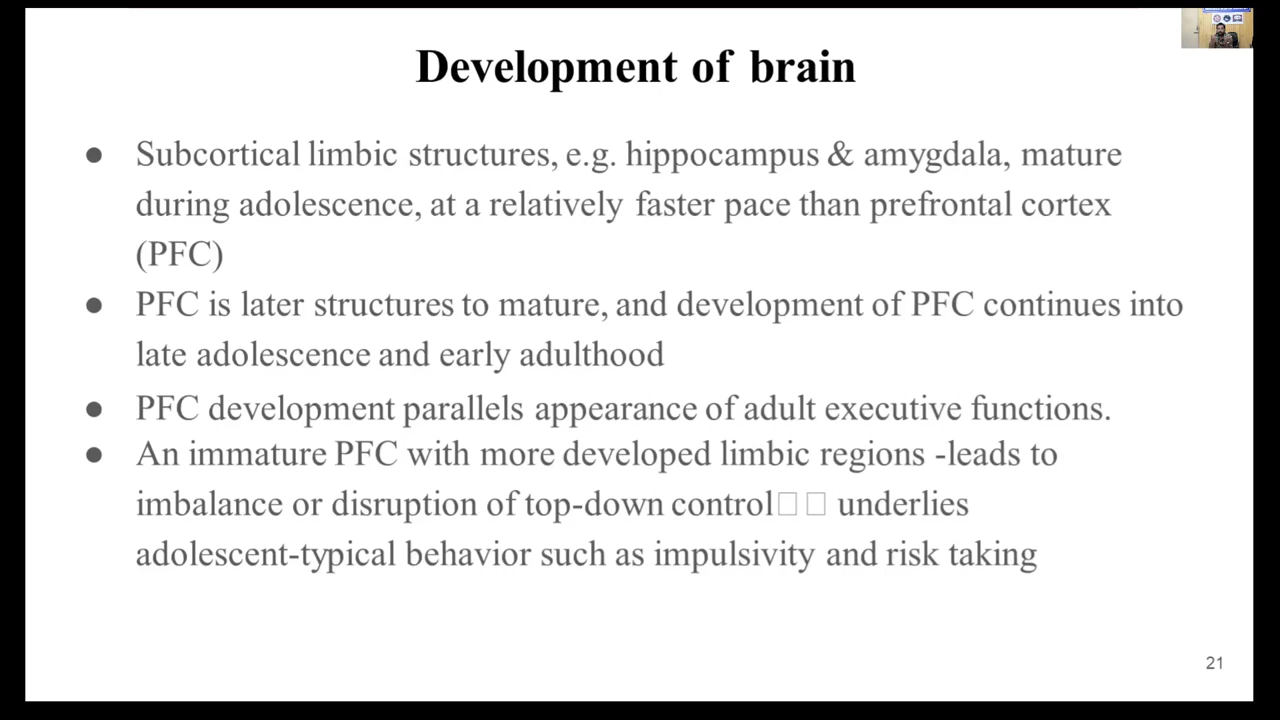 Development of brain
● Subcortical limbic structures, e.g. hippocampus & amygdala, mature
during adolescence, at a relatively faster pace than prefrontal cortex
(PFC)
● PFC is later structures to mature, and development of PFC continues into
late adolescence and early adulthood
● PFC development parallels appearance of adult executive functions.
● An immature PFC with more developed limbic regions -leads to
imbalance or disruption of top-down control□□ underlies
adolescent-typical behavior such as impulsivity and risk taking
21